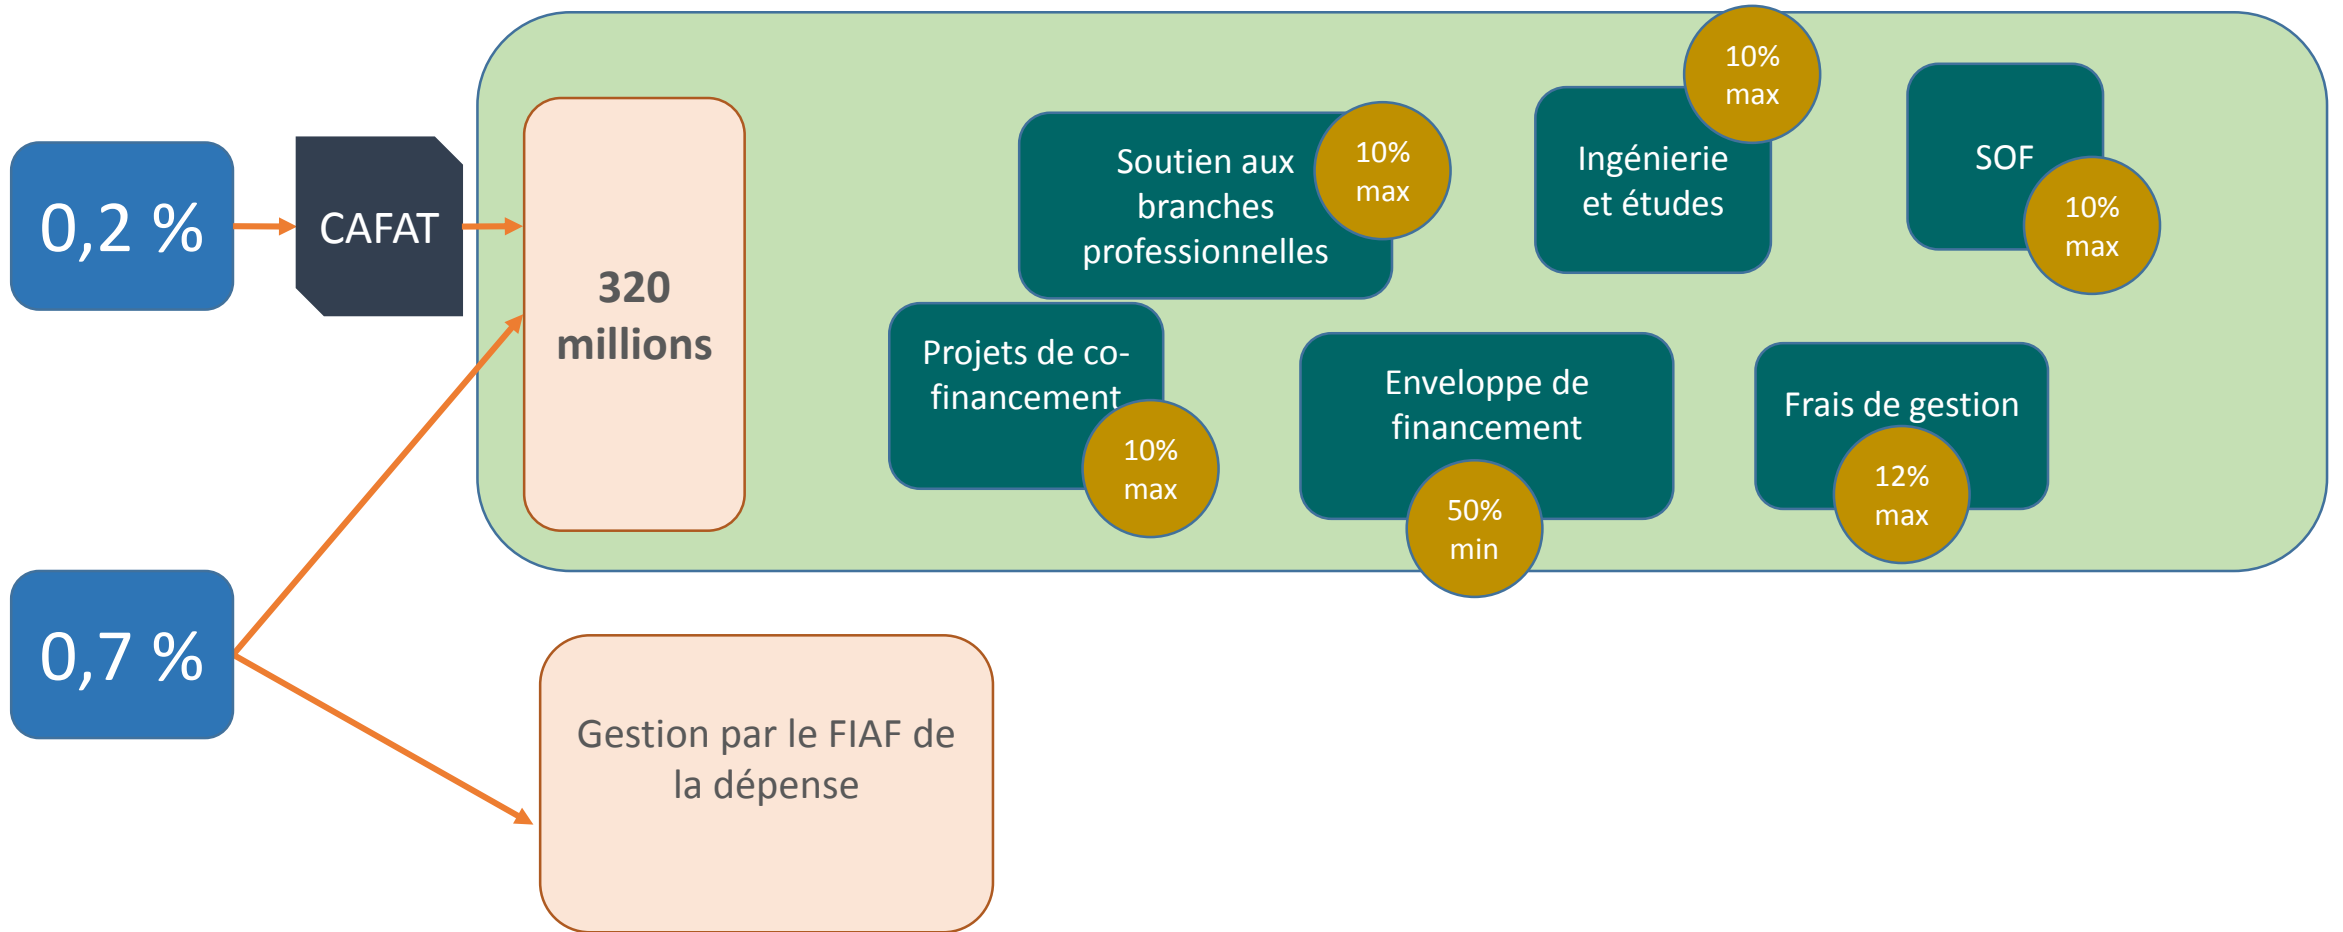 0,2 %
CAFAT
320
millions
Soutien aux
branches
professionnelles
10%
max
Ingénierie
et études
10%
max
SOF
10%
max
Projets de co-
financement
10%
max
Enveloppe de
financement
50%
min
Frais de gestion
12%
max
0,7 %
Gestion par le FIAF de
la dépense